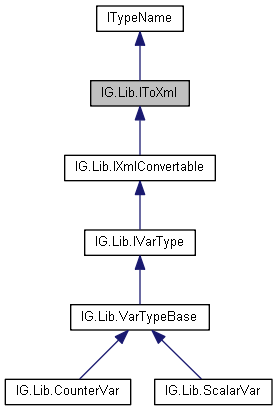 ITypeName
IG.Lib.IToXml
IG.Lib.IXmlConvertable
IG.Lib.IVarType
IG.Lib.VarTypeBase
IG.Lib.CounterVar
IG.Lib.ScalarVar